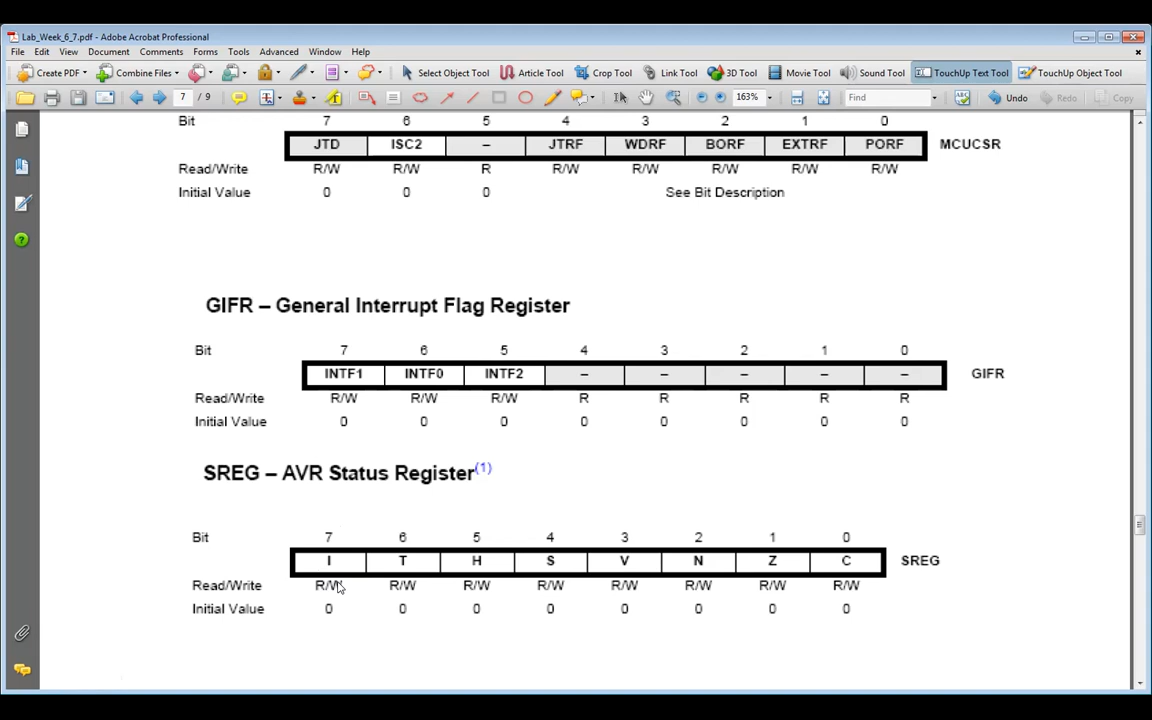 Lab_Week_6_7.pdf - Adobe Acrobat Professional
File Edit View Document Comments Forms Tools Advanced Window Help
Create PDF Combine Files Select Object Tool Article Tool Crop Tool Link Tool 3D Tool Movie Tool Sound Tool TouchUp Text Tool TouchUp Object Tool
7 / 9 163% Find Undo Redo Copy
Bit 7 6 5 4 3 2 1 0
JTD ISC2 – JTRF WDRF BORF EXTRF PORF MCUCSR
Read/Write R/W R/W R R/W R/W R/W R/W R/W
Initial Value 0 0 0 See Bit Description
GIFR – General Interrupt Flag Register
Bit 7 6 5 4 3 2 1 0
INTF1 INTF0 INTF2 – – – – – GIFR
Read/Write R/W R/W R/W R R R R R
Initial Value 0 0 0 0 0 0 0 0
SREG – AVR Status Register(1)
Bit 7 6 5 4 3 2 1 0
I T H S V N Z C SREG
Read/Write R/W R/W R/W R/W R/W R/W R/W R/W
Initial Value 0 0 0 0 0 0 0 0